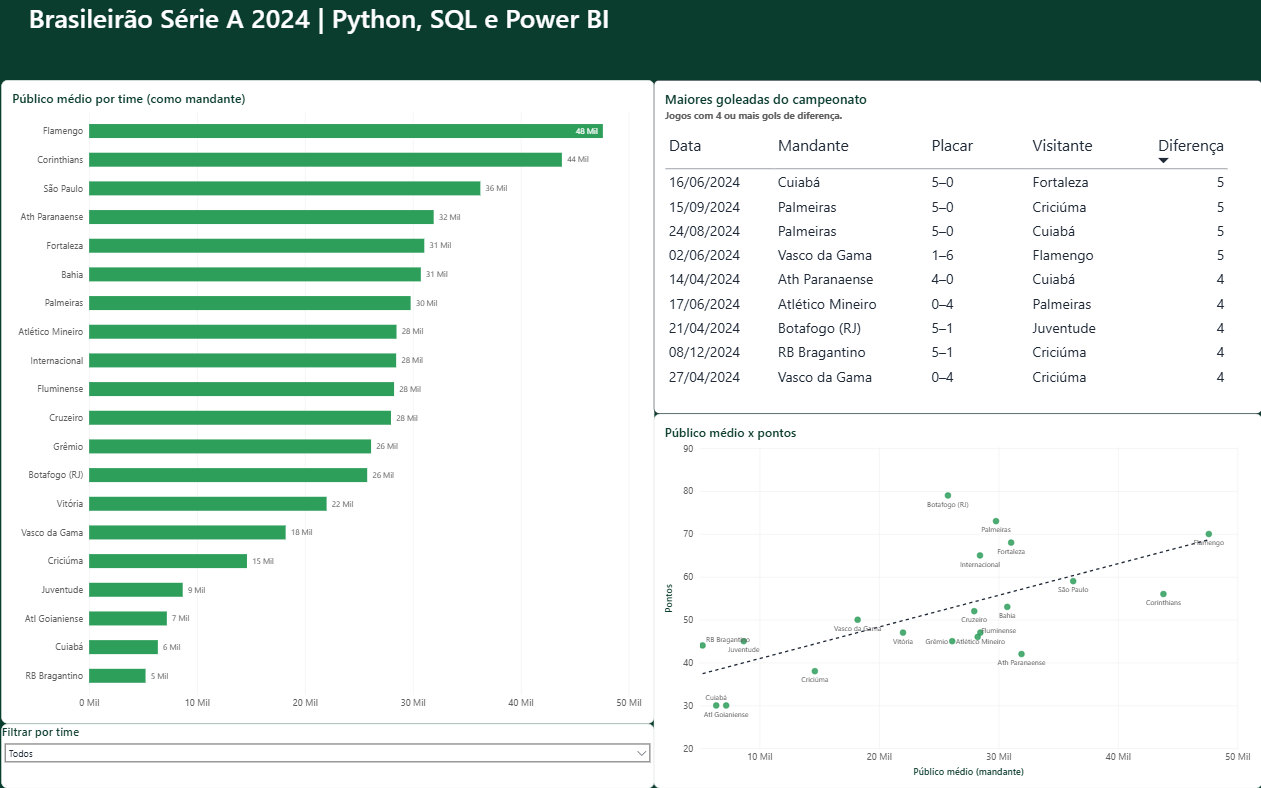 Brasileirão Série A 2024 | Python, SQL e Power BI
Público médio por time (como mandante)
Flamengo 48 Mil
Corinthians 44 Mil
São Paulo 36 Mil
Ath Paranaense 32 Mil
Fortaleza 31 Mil
Bahia 31 Mil
Palmeiras 30 Mil
Atlético Mineiro 28 Mil
Internacional 28 Mil
Fluminense 28 Mil
Cruzeiro 28 Mil
Grêmio 26 Mil
Botafogo (RJ) 26 Mil
Vitória 22 Mil
Vasco da Gama 18 Mil
Criciúma 15 Mil
Juventude 9 Mil
Atl Goianiense 7 Mil
Cuiabá 6 Mil
RB Bragantino 5 Mil
0 Mil 10 Mil 20 Mil 30 Mil 40 Mil 50 Mil
Filtrar por time
Todos
Maiores goleadas do campeonato
Jogos com 4 ou mais gols de diferença.
Data Mandante Placar Visitante Diferença
16/06/2024 Cuiabá 5–0 Fortaleza 5
15/09/2024 Palmeiras 5–0 Criciúma 5
24/08/2024 Palmeiras 5–0 Cuiabá 5
02/06/2024 Vasco da Gama 1–6 Flamengo 5
14/04/2024 Ath Paranaense 4–0 Cuiabá 4
17/06/2024 Atlético Mineiro 0–4 Palmeiras 4
21/04/2024 Botafogo (RJ) 5–1 Juventude 4
08/12/2024 RB Bragantino 5–1 Criciúma 4
27/04/2024 Vasco da Gama 0–4 Criciúma 4
Público médio x pontos
90
80
Botafogo (RJ)
Palmeiras
70
Flamengo
Fortaleza
Internacional
60
São Paulo
Corinthians
Pontos
50
Bahia
Cruzeiro
Vasco da Gama
Fluminense
RB Bragantino
Vitória
Grêmio
Atlético Mineiro
Juventude
40
Ath Paranaense
Criciúma
Cuiabá
30
Atl Goianiense
20
10 Mil 20 Mil 30 Mil 40 Mil 50 Mil
Público médio (mandante)